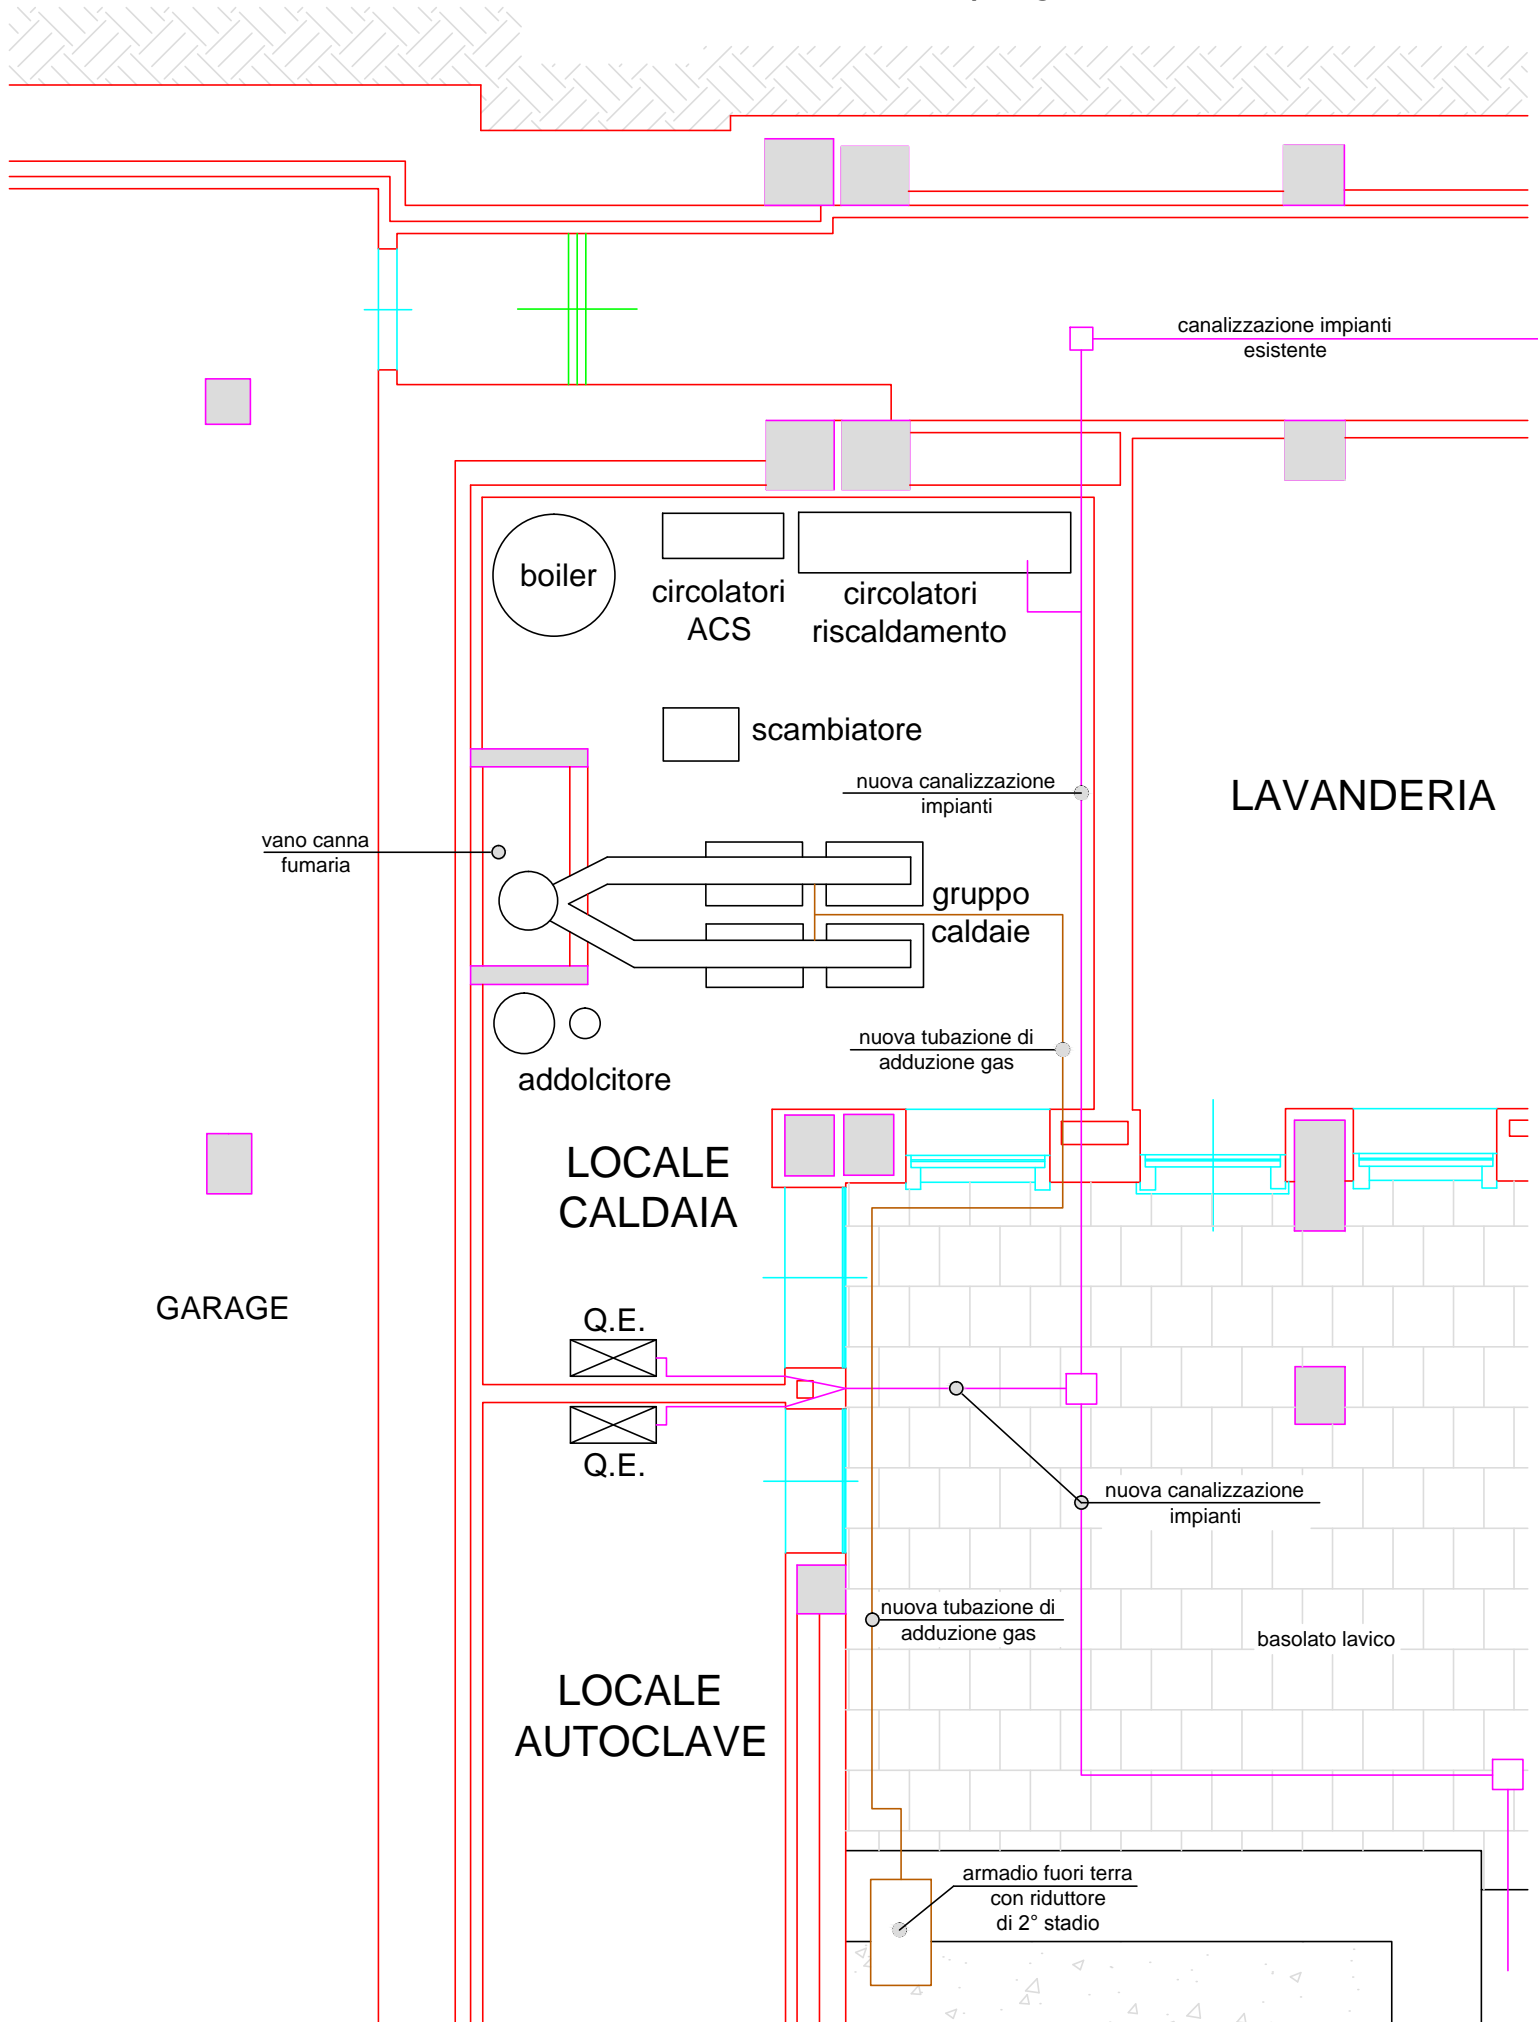 canalizzazione impianti
esistente
boiler
circolatori
ACS
circolatori
riscaldamento
scambiatore
nuova canalizzazione
impianti
LAVANDERIA
vano canna
fumaria
gruppo
caldaie
nuova tubazione di
adduzione gas
addolcitore
LOCALE
CALDAIA
GARAGE
Q.E.
Q.E.
nuova canalizzazione
impianti
nuova tubazione di
adduzione gas
basolato lavico
LOCALE
AUTOCLAVE
armadio fuori terra
con riduttore
di 2° stadio